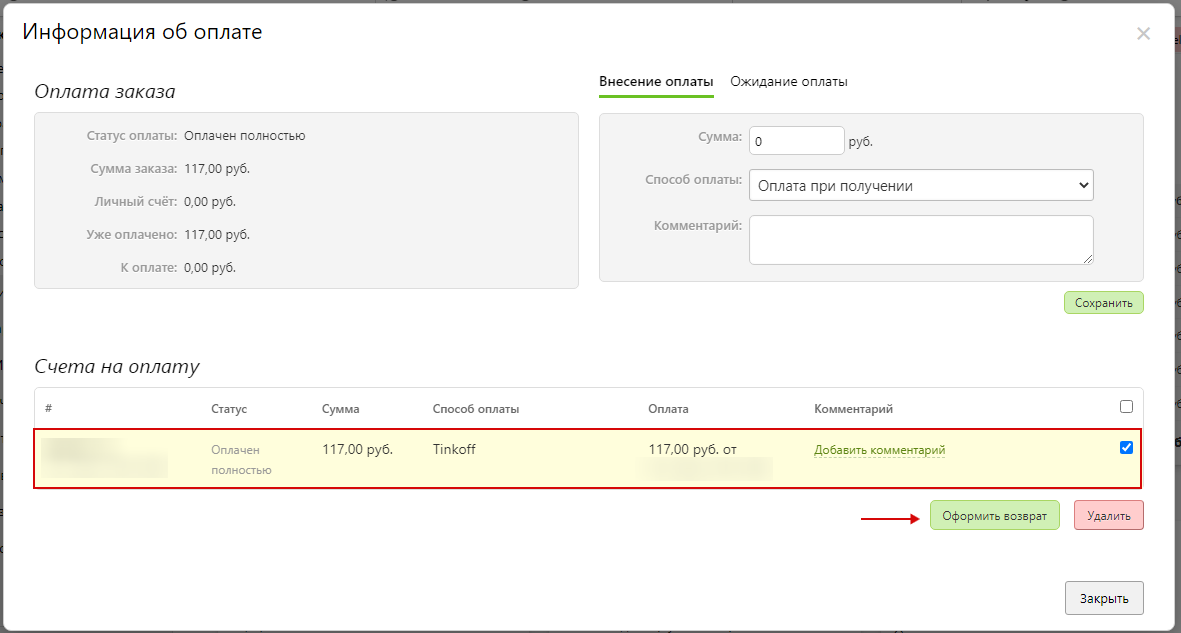 Информация об оплате
Оплата заказа
Статус оплаты: Оплачен полностью
Сумма заказа: 117,00 руб.
Личный счёт: 0,00 руб.
Уже оплачено: 117,00 руб.
К оплате: 0,00 руб.
Внесение оплаты Ожидание оплаты
Сумма: 0 руб.
Способ оплаты: Оплата при получении
Комментарий:
Сохранить
Счета на оплату
# Статус Сумма Способ оплаты Оплата Комментарий
Оплачен 117,00 руб. Tinkoff 117,00 руб. от Добавить комментарий
полностью
Оформить возврат Удалить
Закрыть